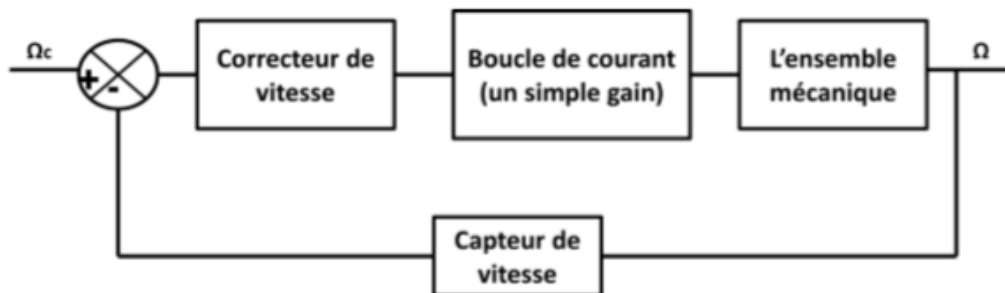 Ωc
+
-
Correcteur de
vitesse
Boucle de courant
(un simple gain)
L'ensemble
mécanique
Ω
Capteur de
vitesse